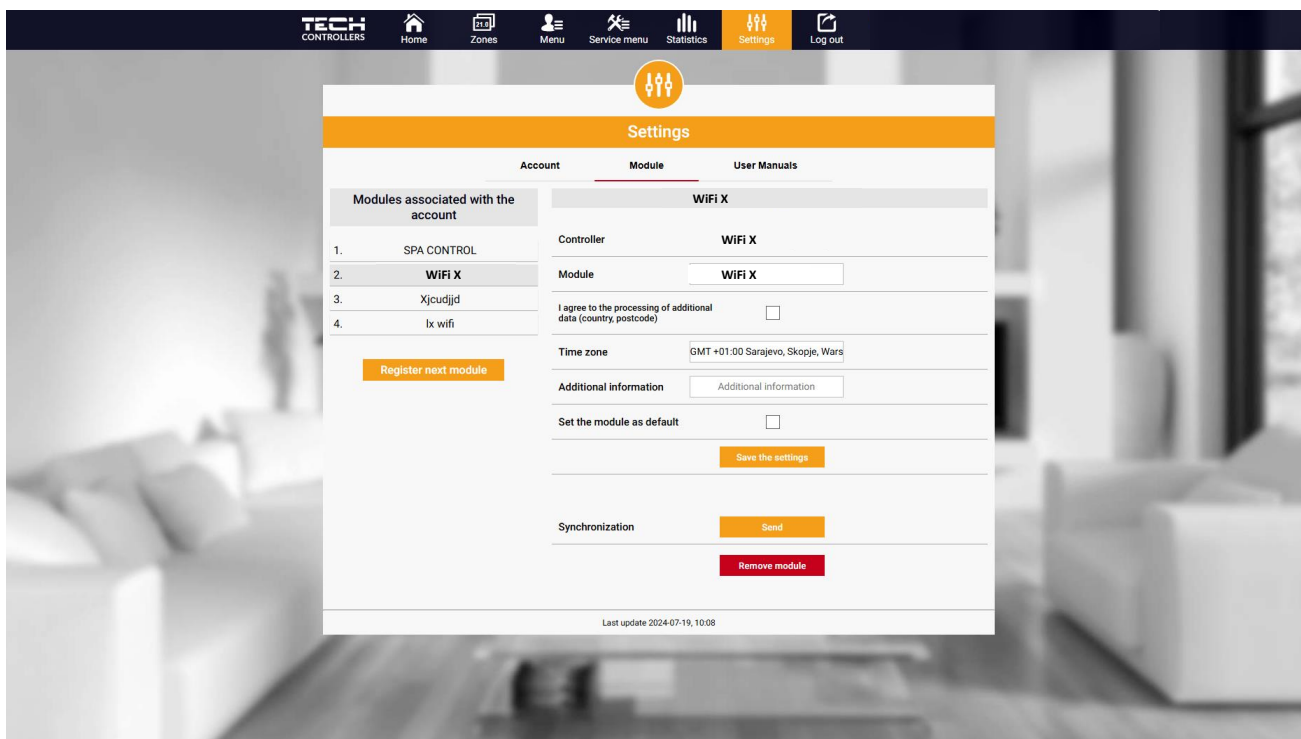 TECH
CONTROLLERS
Home
21.0
Zones
Menu
Service menu
Statistics
Settings
Log out
Settings
Account Module User Manuals
Modules associated with the
account
1. SPA CONTROL
2. WiFi X
3. Xjcudjjd
4. lx wifi
Register next module
WiFi X
Controller WiFi X
Module WiFi X
I agree to the processing of additional
data (country, postcode)
Time zone GMT +01:00 Sarajevo, Skopje, Wars
Additional information Additional information
Set the module as default
Save the settings
Synchronization Send
Remove module
Last update 2024-07-19, 10:08